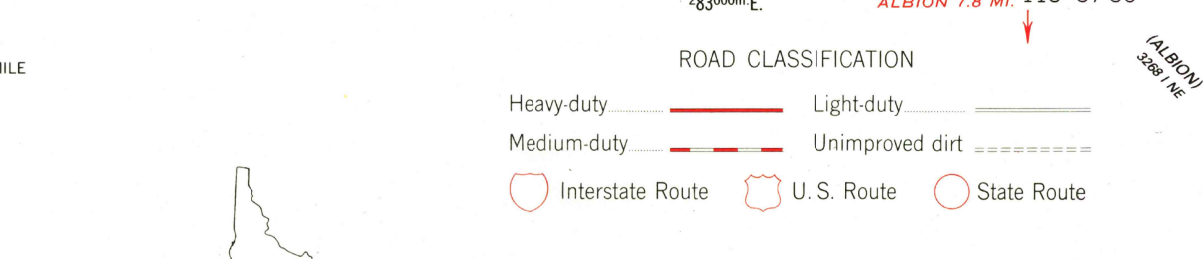 ²83000m.E.
ALBION 7.8 MI.
ROAD CLASSIFICATION
(ALBION)
3268 I NE
Heavy-duty Light-duty
Medium-duty Unimproved dirt
Interstate Route U. S. Route State Route